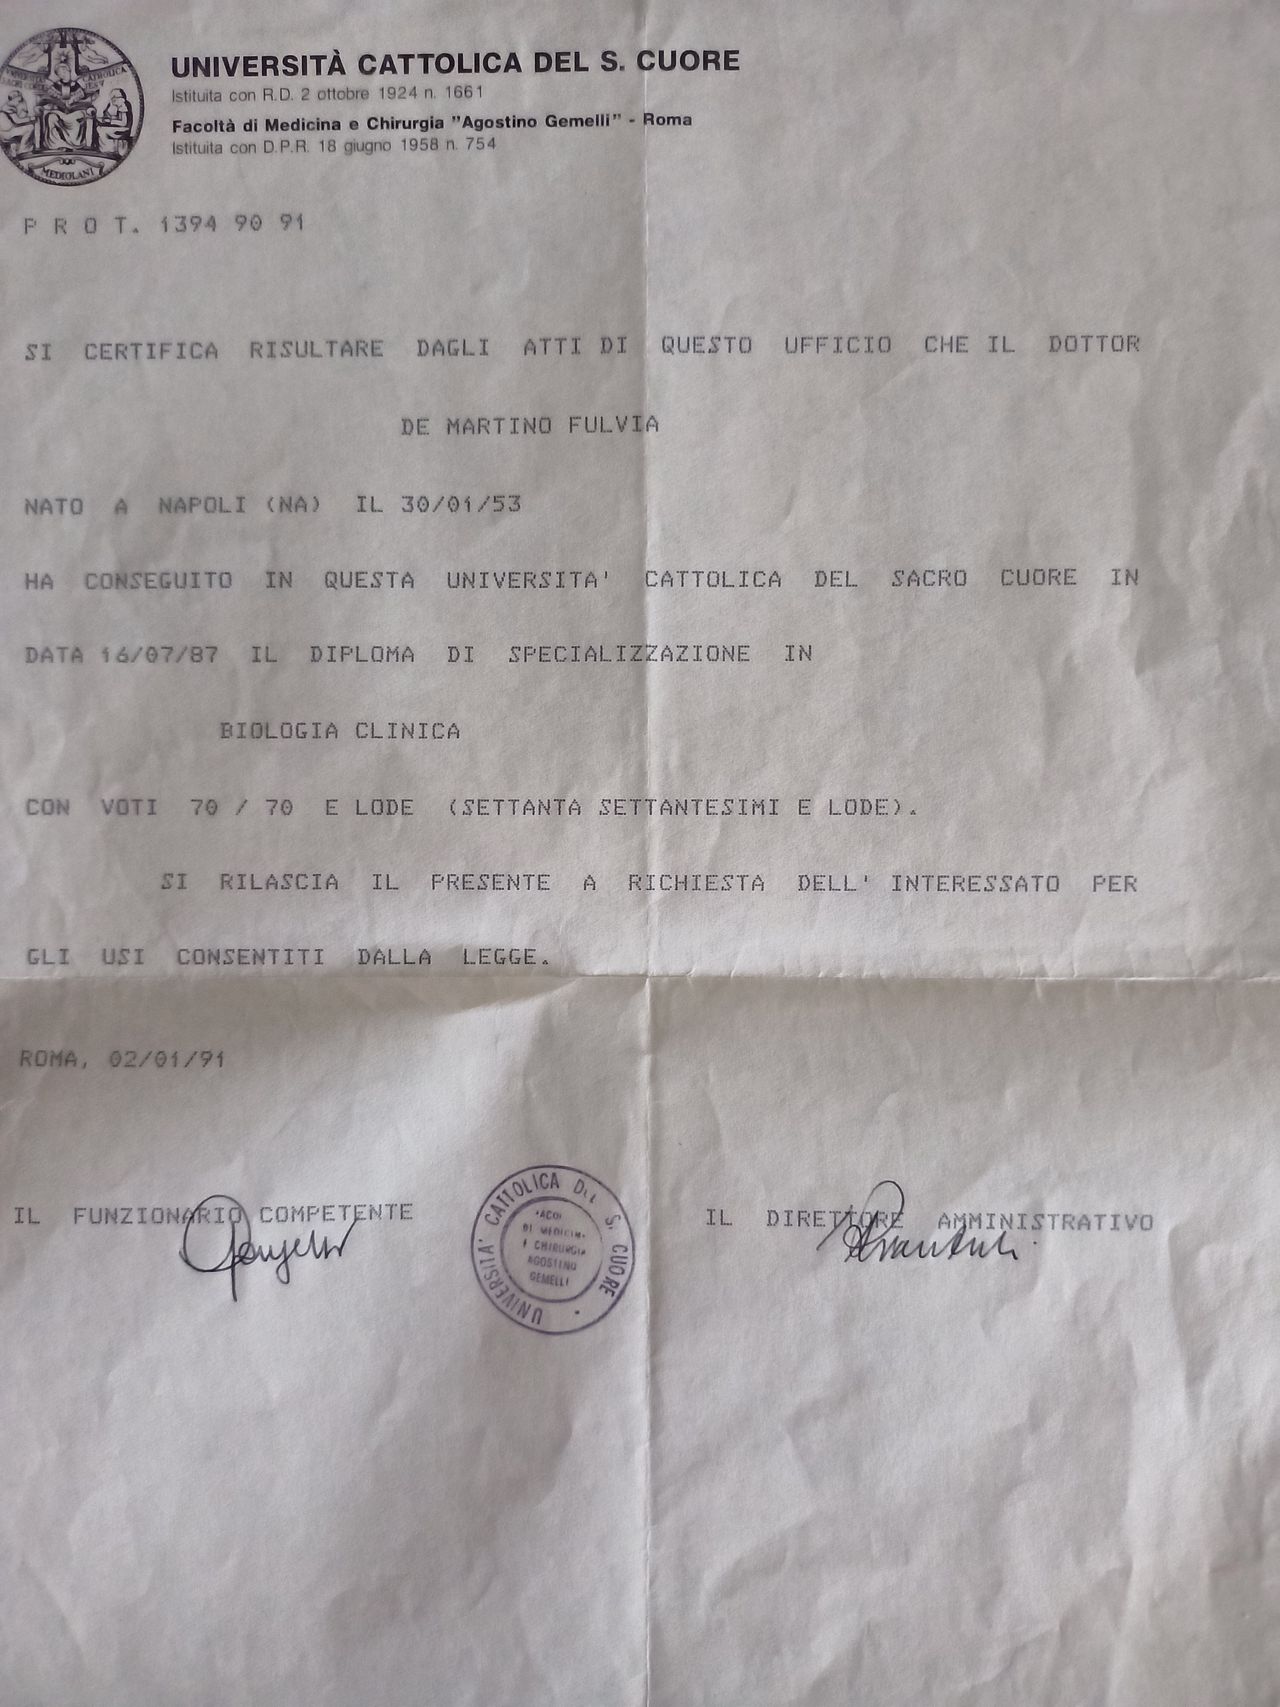 UNIVERSITÀ CATTOLICA DEL S. CUORE
Istituita con R.D. 2 ottobre 1924 n. 1661
Facoltà di Medicina e Chirurgia "Agostino Gemelli" - Roma
Istituita con D.P.R. 18 giugno 1958 n. 754
MEDIOLANI
P R O T. 1394 90 91
SI CERTIFICA RISULTARE DAGLI ATTI DI QUESTO UFFICIO CHE IL DOTTOR
DE MARTINO FULVIA
NATO A NAPOLI (NA) IL 30/01/53
HA CONSEGUITO IN QUESTA UNIVERSITA' CATTOLICA DEL SACRO CUORE IN
DATA 16/07/87 IL DIPLOMA DI SPECIALIZZAZIONE IN
BIOLOGIA CLINICA
CON VOTI 70 / 70 E LODE (SETTANTA SETTANTESIMI E LODE).
SI RILASCIA IL PRESENTE A RICHIESTA DELL' INTERESSATO PER
GLI USI CONSENTITI DALLA LEGGE.
ROMA, 02/01/91
IL FUNZIONARIO COMPETENTE
UNIVERSITÀ CATTOLICA DEL S. CUORE
DI MEDICIN
E CHIRURGIA
AGOSTINO
GEMELLI
IL DIRETTORE AMMINISTRATIVO